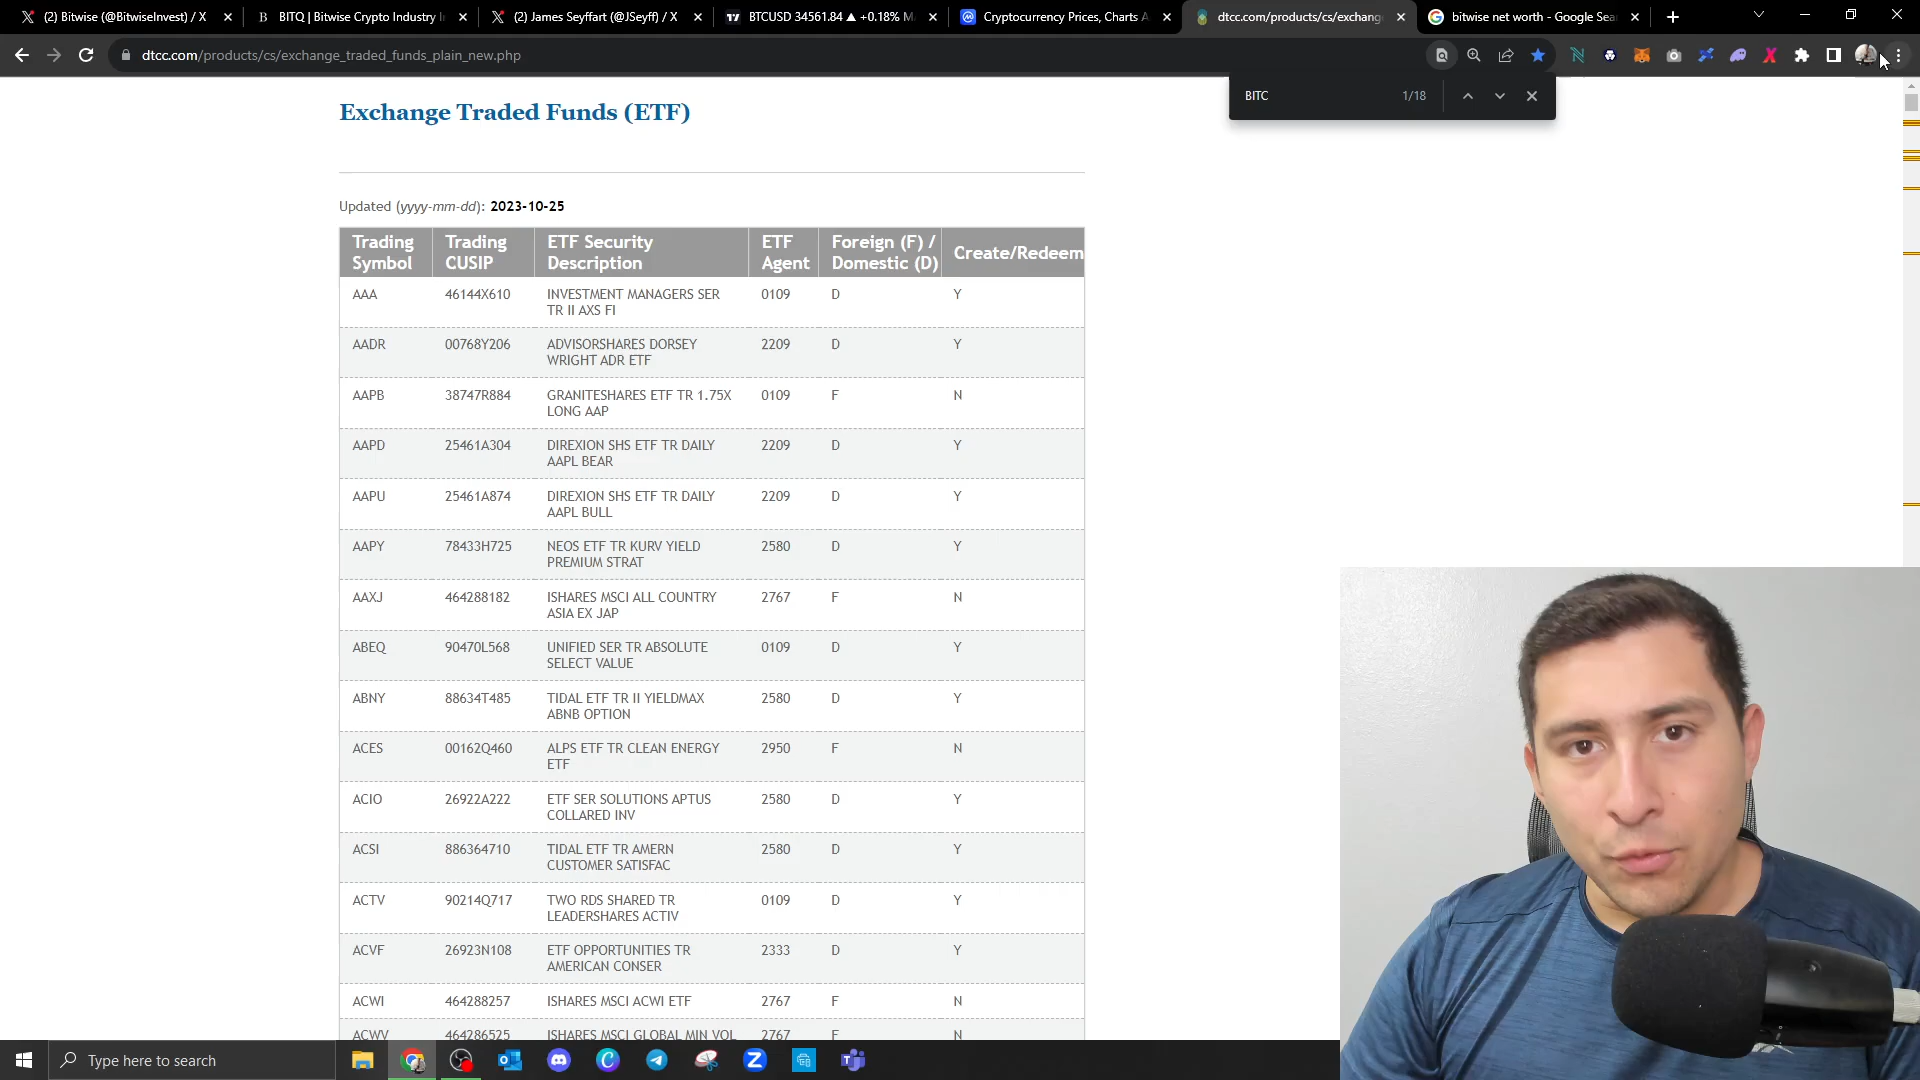 (2) Bitwise (@BitwiseInvest) / X
BITQ | Bitwise Crypto Industry I
(2) James Seyffart (@JSeyff) / X
BTCUSD 34561.84 ▲ +0.18%
Cryptocurrency Prices, Charts A
dtcc.com/products/cs/exchang
bitwise net worth - Google Sea
dtcc.com/products/cs/exchange_traded_funds_plain_new.php
BITC 1/18
Exchange Traded Funds (ETF)
Updated (yyyy-mm-dd): 2023-10-25
Trading Symbol Trading CUSIP ETF Security Description ETF Agent Foreign (F) / Domestic (D) Create/Redeem
AAA 46144X610 INVESTMENT MANAGERS SER 0109 D Y
TR II AXS FI
AADR 00768Y206 ADVISORSHARES DORSEY 2209 D Y
WRIGHT ADR ETF
AAPB 38747R884 GRANITESHARES ETF TR 1.75X 0109 F N
LONG AAP
AAPD 25461A304 DIREXION SHS ETF TR DAILY 2209 D Y
AAPL BEAR
AAPU 25461A874 DIREXION SHS ETF TR DAILY 2209 D Y
AAPL BULL
AAPY 78433H725 NEOS ETF TR KURV YIELD 2580 D Y
PREMIUM STRAT
AAXJ 464288182 ISHARES MSCI ALL COUNTRY 2767 F N
ASIA EX JAP
ABEQ 90470L568 UNIFIED SER TR ABSOLUTE 0109 D Y
SELECT VALUE
ABNY 88634T485 TIDAL ETF TR II YIELDMAX 2580 D Y
ABNB OPTION
ACES 00162Q460 ALPS ETF TR CLEAN ENERGY 2950 F N
ETF
ACIO 26922A222 ETF SER SOLUTIONS APTUS 2580 D Y
COLLARED INV
ACSI 886364710 TIDAL ETF TR AMERN 2580 D Y
CUSTOMER SATISFAC
ACTV 90214Q717 TWO RDS SHARED TR 0109 D Y
LEADERSHARES ACTIV
ACVF 26923N108 ETF OPPORTUNITIES TR 2333 D Y
AMERICAN CONSER
ACWI 464288257 ISHARES MSCI ACWI ETF 2767 F N
ACWV 464286525 ISHARES MSCI GLOBAL MIN VOL 2767 F N
Type here to search